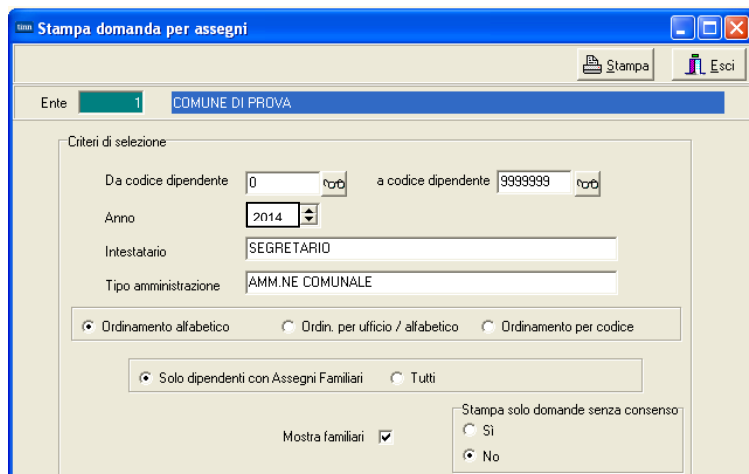 tinn Stampa domanda per assegni
Stampa Esci
Ente 1 COMUNE DI PROVA
Criteri di selezione
Da codice dipendente 0 a codice dipendente 9999999
Anno 2014
Intestatario SEGRETARIO
Tipo amministrazione AMM.NE COMUNALE
Ordinamento alfabetico Ordin. per ufficio / alfabetico Ordinamento per codice
Solo dipendenti con Assegni Familiari Tutti
Stampa solo domande senza consenso
Mostra familiari Sì
No